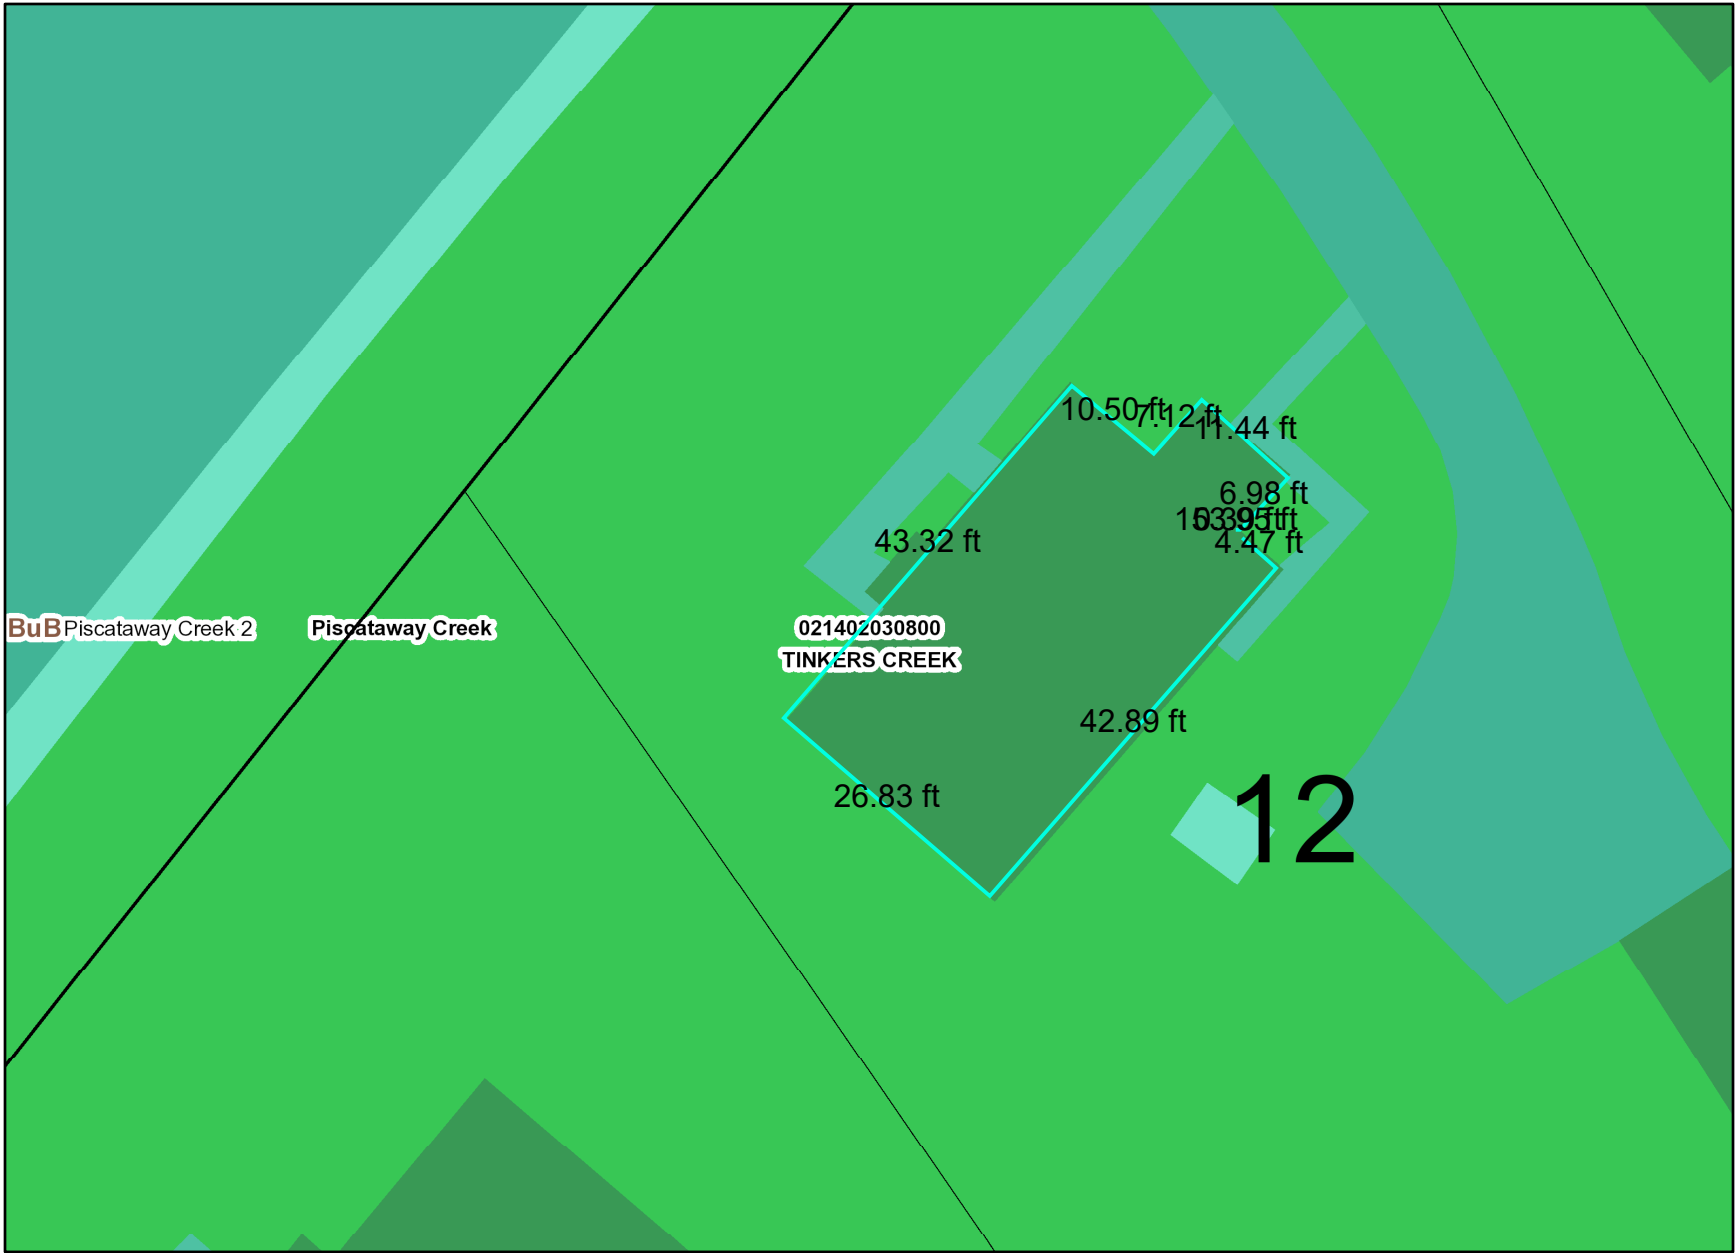 10.50 ft
7.12 ft
11.44 ft
6.98 ft
4.47 ft
43.32 ft
BuB Piscataway Creek 2
Piscataway Creek
021402030800
TINKERS CREEK
42.89 ft
26.83 ft
12